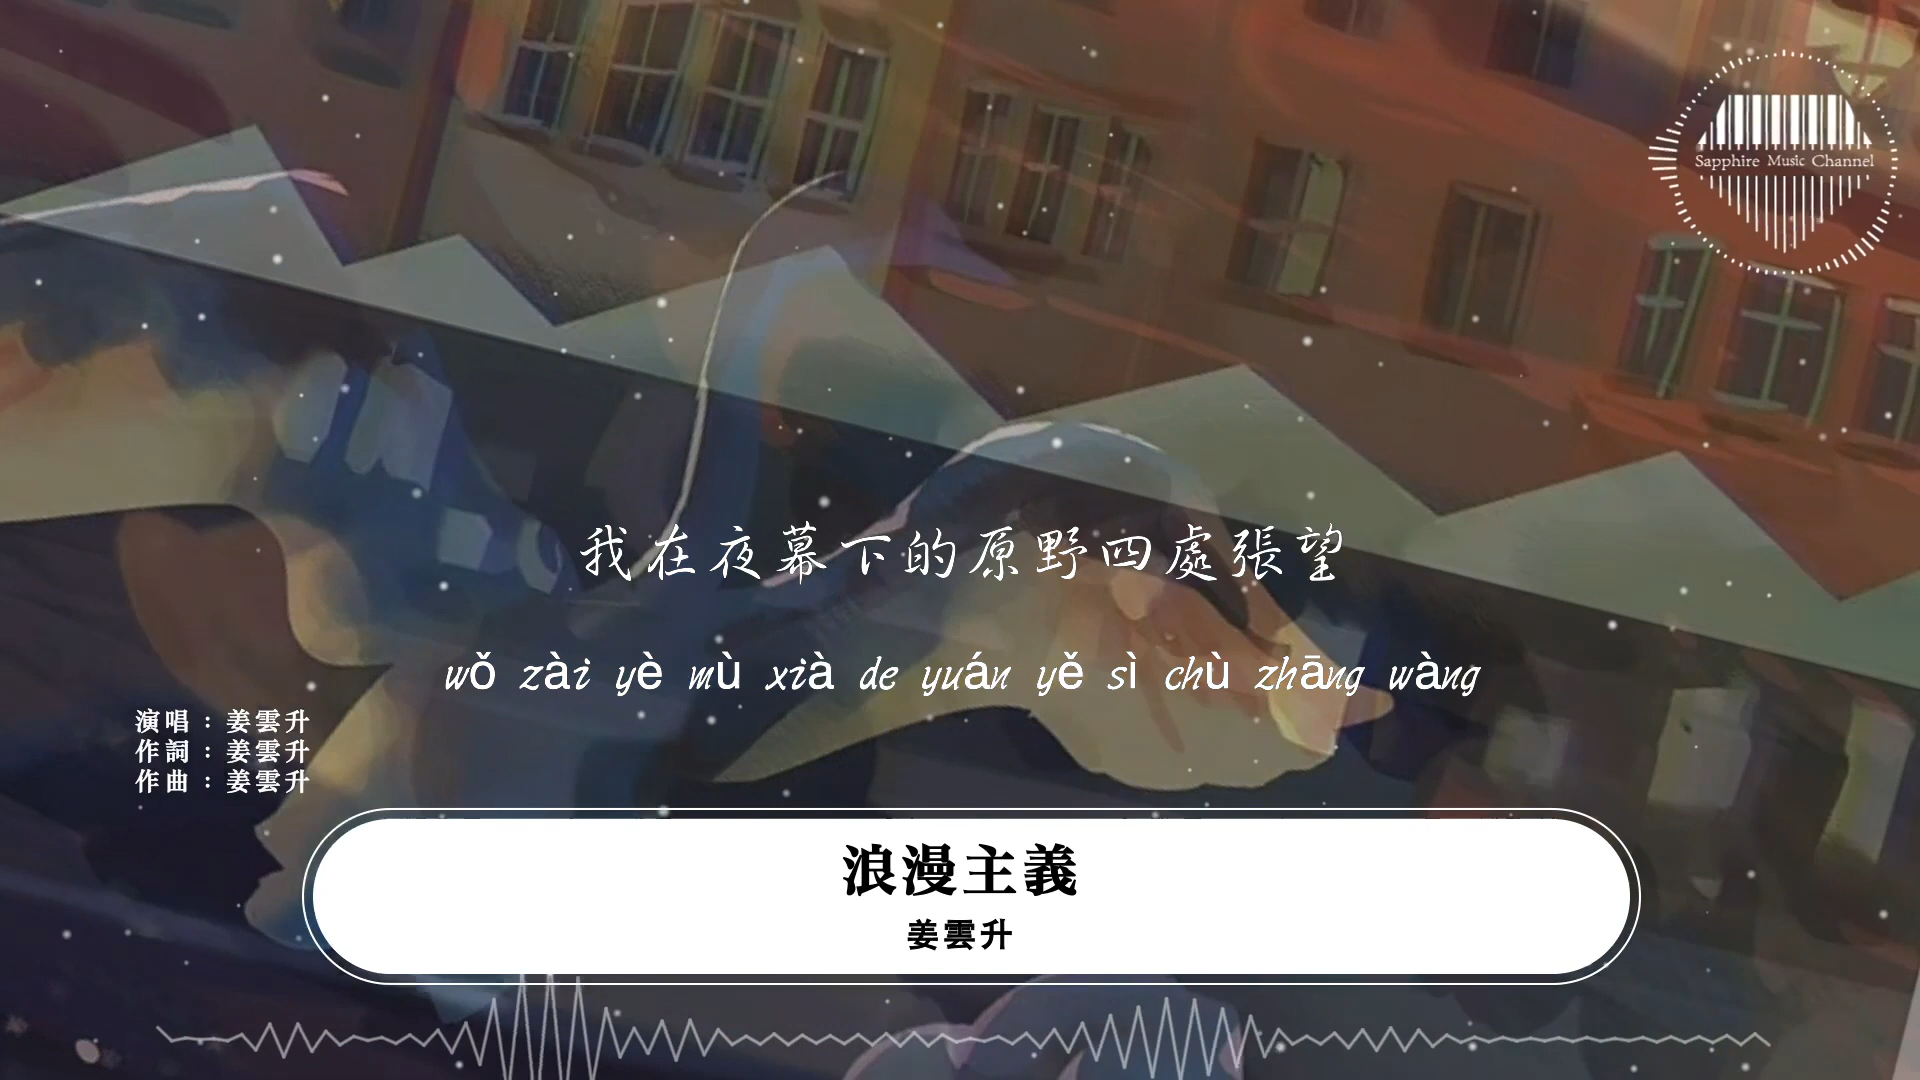 Sapphire Music Channel
我在夜幕下的原野四處張望
wǒ zài yè mù xià de yuán yě sì chù zhāng wàng
演唱：姜雲升
作詞：姜雲升
作曲：姜雲升
浪漫主義
姜雲升